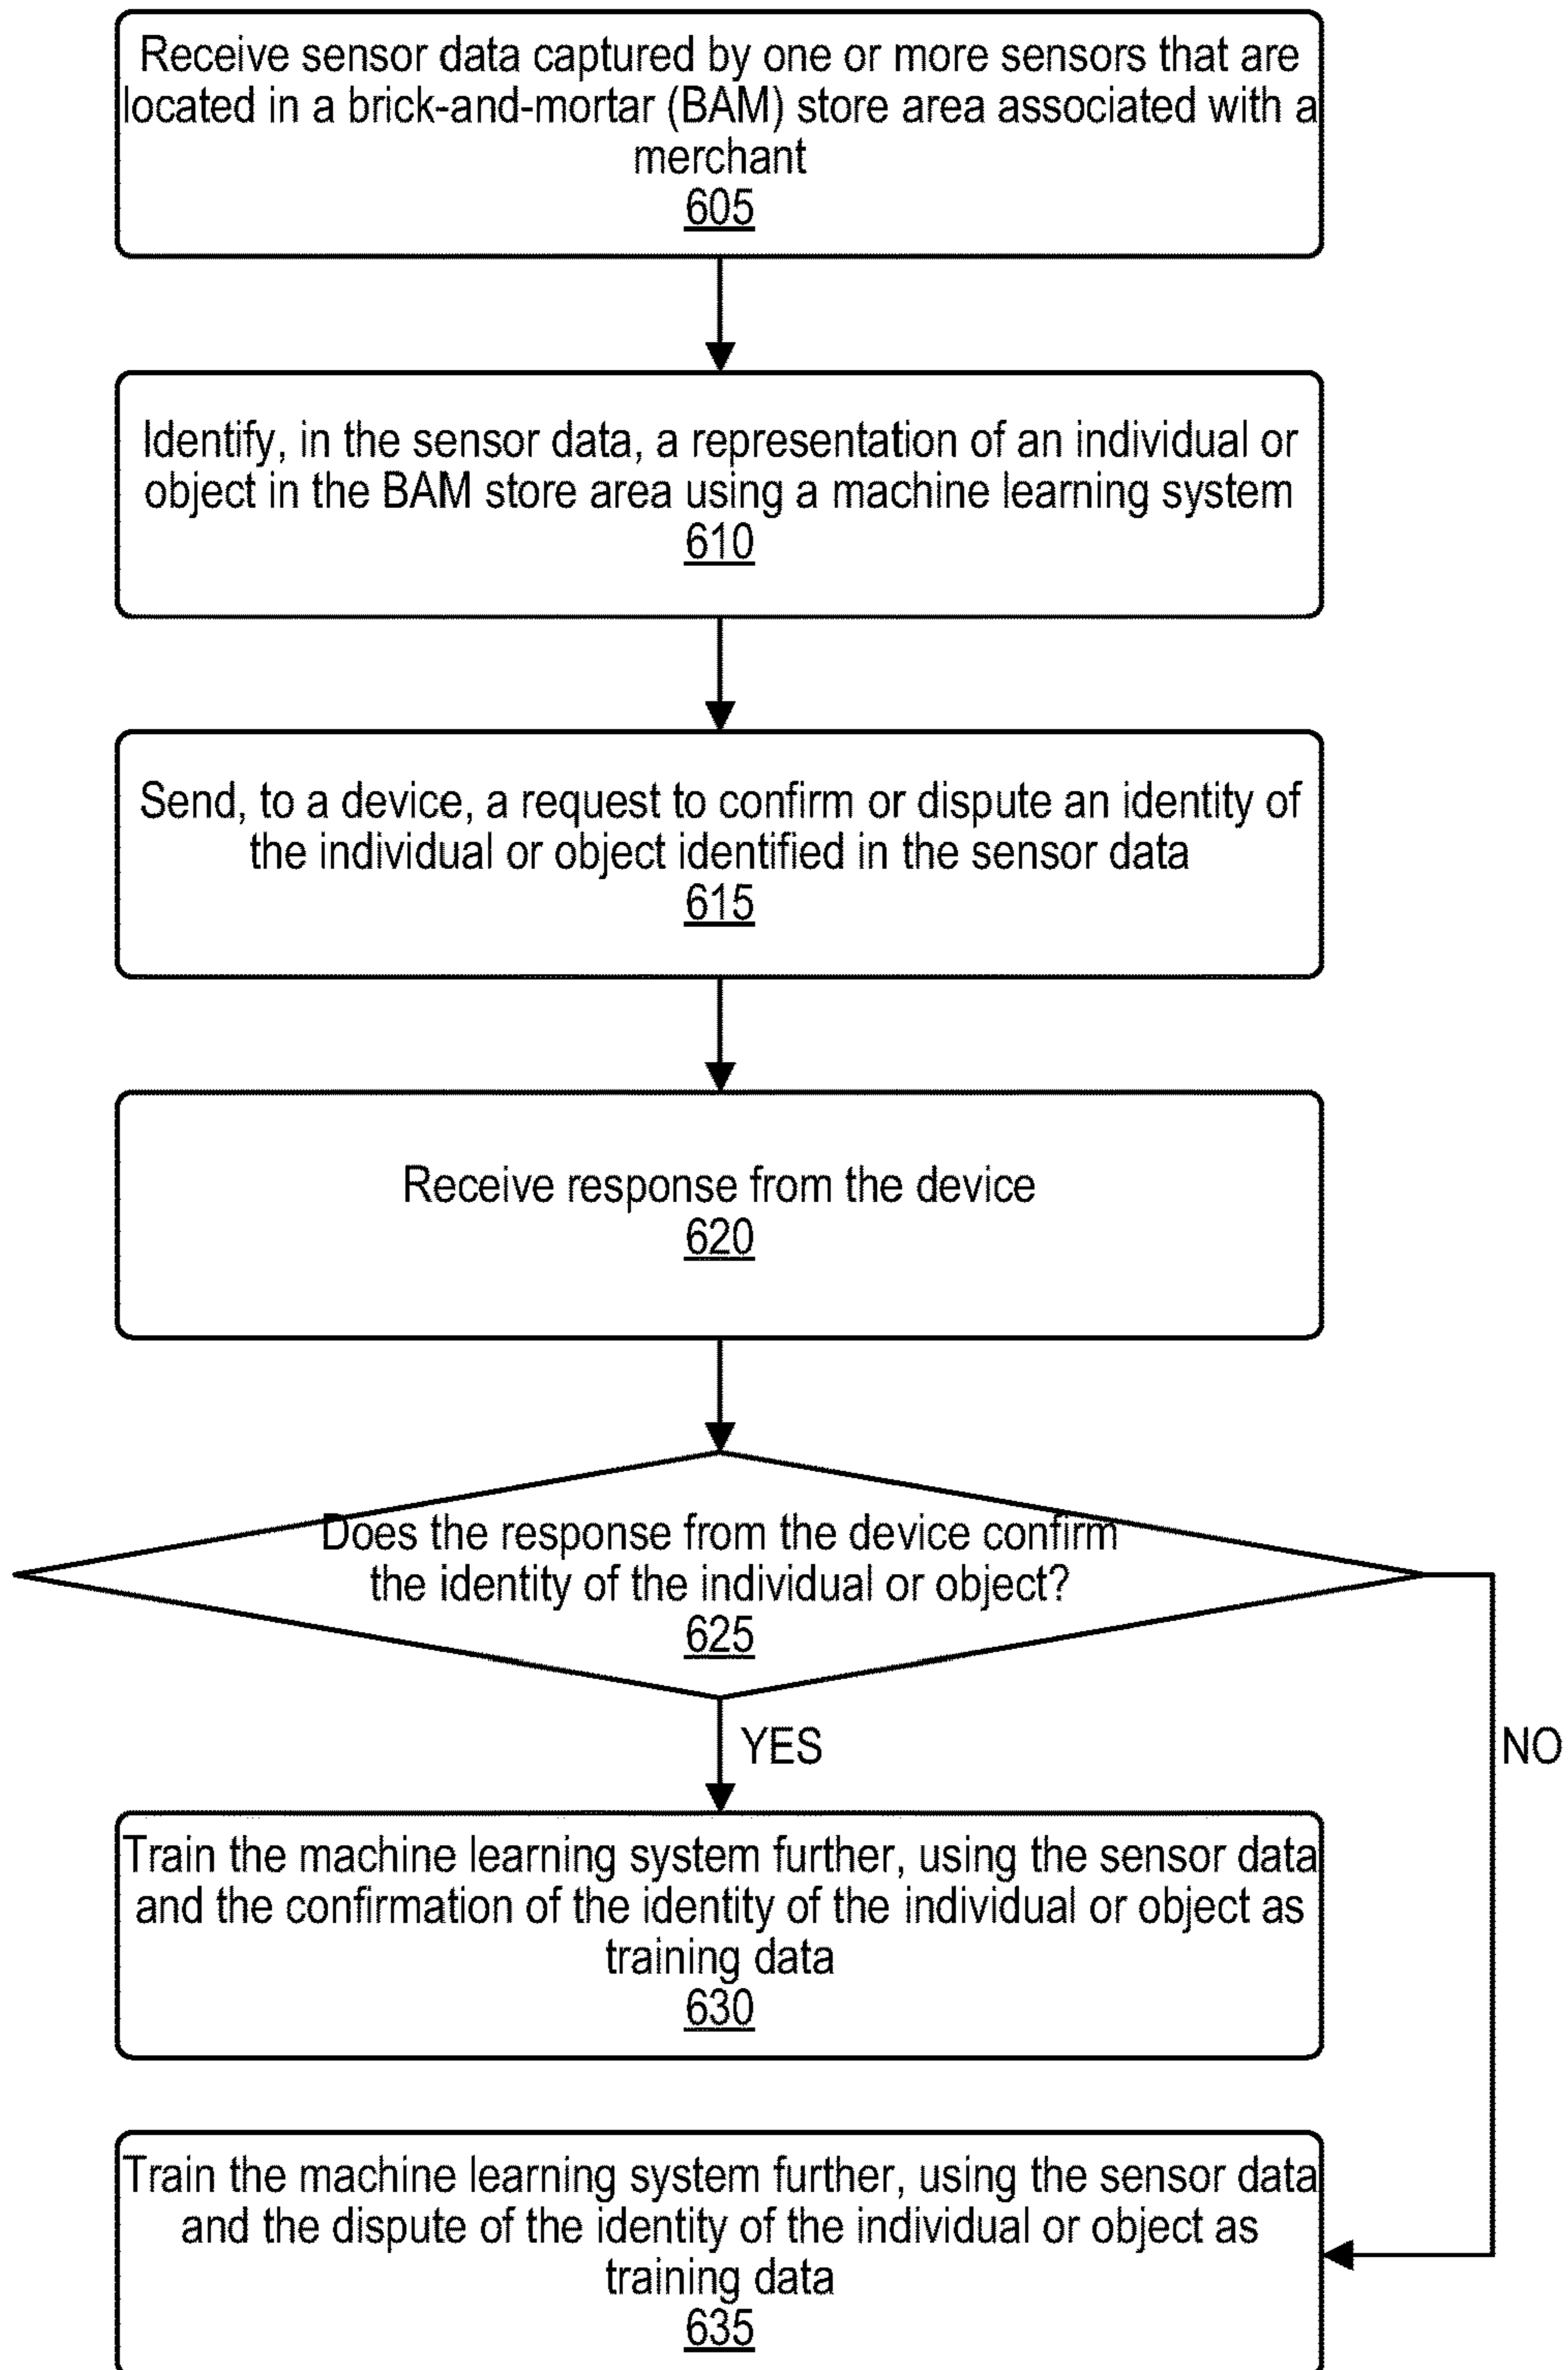 Receive sensor data captured by one or more sensors that are
located in a brick-and-mortar (BAM) store area associated with a
merchant
605
Identify, in the sensor data, a representation of an individual or
object in the BAM store area using a machine learning system
610
Send, to a device, a request to confirm or dispute an identity of
the individual or object identified in the sensor data
615
Receive response from the device
620
Does the response from the device confirm
the identity of the individual or object?
625
YES
NO
Train the machine learning system further, using the sensor data
and the confirmation of the identity of the individual or object as
training data
630
Train the machine learning system further, using the sensor data
and the dispute of the identity of the individual or object as
training data
635